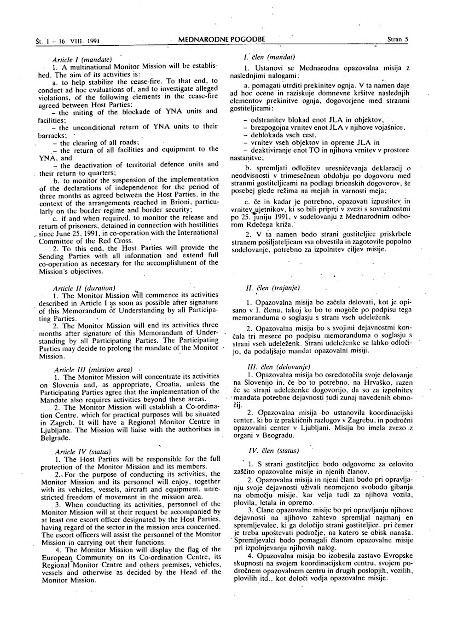 Št. 1 – 16. VIII. 1991
MEDNARODNE POGODBE
Stran 5
Article I (mandate)
1. A multinational Monitor Mission will be establis-
hed. The aim of its activities is:
a. to help stabilize the cease-fire. To that end, to
conduct ad hoc evaluations of, and to investigate alleged
violations, of the following elements in the cease-fire
agreed between Host Parties:
– the miting of the blockade of YNA units and
facilities;
– the unconditional return of YNA units to their
barracks;
– the clearing of all roads;
– the return of all facilities and equipment to the
YNA, and
– the deactivation of territorial defence units and
their return to quarters;
b. to monitor the suspension of the implementation
of the declarations of independence for the period of
three months as agreed between the Host Parties, in the
context of the arrangements reached in Brioni, particu-
larly on the border regime and border security;
c. if and when required, to monitor the release and
return of prisoners, detained in connection with hostilities
since June 25, 1991, in co-operation with the International
Committee of the Red Cross.
2. To this end, the Host Parties will provide the
Sending Parties with all information and extend full
co-operation as necessary for the accomplishment of the
Mission's objectives.
Article II (duration)
1. The Monitor Mission will commence its activities
described in Article I as soon as possible after signature
of this Memorandum of Understanding by all Participa-
ting Parties.
2. The Monitor Mission will end its activities three
months after signature of this Memorandum of Under-
standing by all Participating Parties. The Participating
Parties may decide to prolong the mandate of the Monitor
Mission.
Article III (mission area)
1. The Monitor Mission will concentrate its activities
on Slovenia and, as appropriate, Croatia, unless the
Participating Parties agree that the implementation of the
Mandate also requires activities beyond these areas.
2. The Monitor Mission will establish a Co-ordina-
tion Centre, which for practical purposes will be situated
in Zagreb. It will have a Regional Monitor Centre in
Ljubljana. The Mission will liaise with the authorities in
Belgrade.
Article IV (status)
1. The Host Parties will be responsible for the full
protection of the Monitor Mission and its members.
2. For the purpose of conducting its activities, the
Monitor Mission and its personnel will enjoy, together
with its vehicles, vessels, aircraft and equipment, unre-
stricted freedom of movement in the mission area.
3. When conducting its activities, personnel of the
Monitor Mission will at their request be accompanied by
at least one escort officer designated by the Host Parties,
having regard of the sector in the mission area concerned.
The escort officers will assist the personnel of the Monitor
Mission in carrying out their functions.
4. The Monitor Mission will display the flag of the
European Community on its Co-ordination Centre, its
Regional Monitor Centre and others premises, vehicles,
vessels and otherwise as decided by the Head of the
Monitor Mission.
I. člen (mandat)
1. Ustanovi se Mednarodna opazovalna misija z
naslednjimi nalogami:
a. pomagati utrditi prekinitev ognja. V ta namen daje
ad hoc ocene in raziskuje domnevne kršitve naslednjih
elementov prekinitve ognja, dogovorjene med stranmi
gostiteljicami:
– odstranitev blokad enot JLA in objektov,
– brezpogojna vrnitev enot JLA v njihove vojašnice,
– deblokada vseh cest,
– vrnitev vseh objektov in opreme JLA in
– deaktiviranje enot TO in njihova vrnitev v prostore
nastanitve;
b. spremljati odložitev uresničevanja deklaracij o
neodvisnosti v trimesečnem obdobju po dogovoru med
stranmi gostiteljicami na podlagi brionskih dogovorov, še
posebej glede režima na mejah in varnosti meja;
c. če in kadar je potrebno, opazovati izpustitev in
vrnitev ujetnikov, ki so bili priprti v zvezi s sovražnostmi
po 25. juniju 1991, v sodelovanju z Mednarodnim odbo-
rom Rdečega križa.
2. V ta namen bodo strani gostiteljice priskrbele
stranem pošiljateljicam vsa obvestila in zagotovile popolno
sodelovanje, potrebno za izpolnitev ciljev misije.
II. člen (trajanje)
1. Opazovalna misija bo začela delovati, kot je opi-
sano v I. členu, takoj ko bo to mogoče po podpisu tega
memoranduma o soglasju s strani vseh udeleženk.
2. Opazovalna misija bo s svojimi dejavnostmi kon-
čala tri mesece po podpisu memoranduma o soglasju s
strani vseh udeleženk. Strani udeleženke se lahko odloči-
jo, da podaljšajo mandat opazovalni misiji.
III. člen (delovanje)
1. Opazovalna misija bo osredotočila svoje delovanje
na Slovenijo in, če bo to potrebno, na Hrvaško, razen
če se strani udeleženke dogovorijo, da so za izpolnitev
mandata potrebne dejavnosti tudi zunaj navedenih obmo-
čij.
2. Opazovalna misija bo ustanovila koordinacijski
center, ki bo iz praktičnih razlogov v Zagrebu, in področni
opazovalni center v Ljubljani. Misija bo imela zvezo z
organi v Beogradu.
IV. člen (status)
1. S strani gostiteljice bodo odgovorne za celovito
zaščito opazovalne misije in njenih članov.
2. Opazovalna misija in njeni člani bodo pri opravlja-
nju svoje dejavnosti uživali neomejeno svobodo gibanja
na območju misije, kar velja tudi za njihova vozila,
plovila, letala in opremo.
3. Člane opazovalne misije bo pri opravljanju njihove
dejavnosti na njihovo zahtevo spremljal najmanj en
spremljevalec, ki ga določijo strani gostiteljice, pri čemer
je treba upoštevati področje, na katero se obisk nanaša.
Spremljevalci bodo pomagali članom opazovalne misije
pri izpolnjevanju njihovih nalog.
4. Opazovalna misija bo izobesila zastavo Evropske
skupnosti na svojem koordinacijskem centru, svojem po-
dročnem opazovalnem centru in drugih poslopjih, vozilih,
plovilih itd., kot določi vodja opazovalne misije.